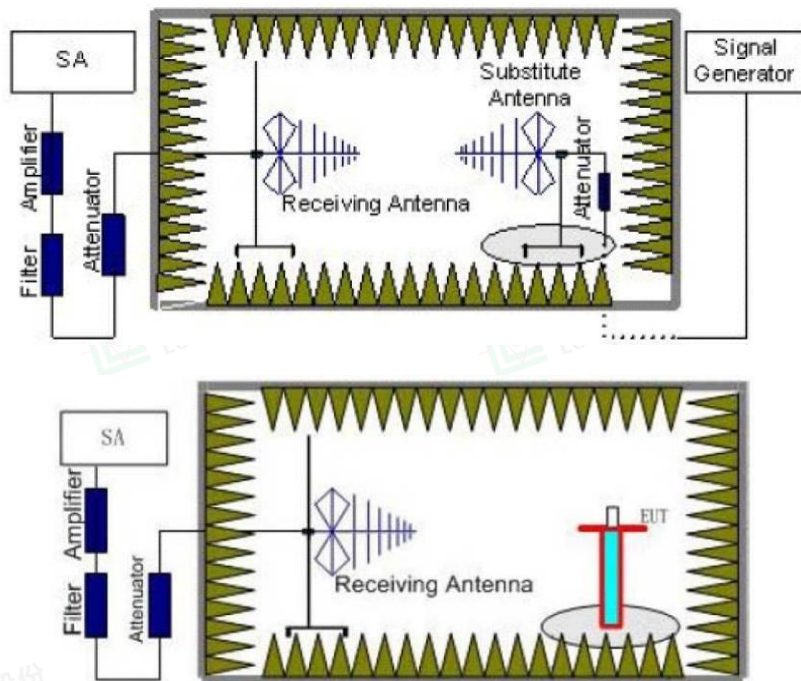 SA
Signal
Generator
Substitute
Antenna
Amplifier
Filter
Attenuator
Receiving Antenna
Attenuator
SA
Amplifier
Filter
Attenuator
Receiving Antenna
EUT